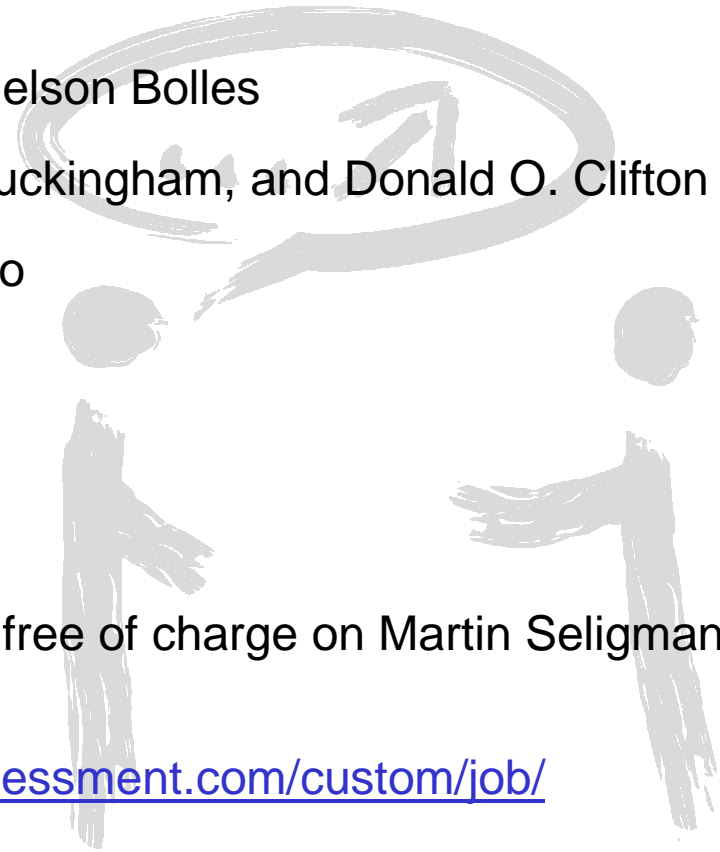 elson Bolles
uckingham, and Donald O. Clifton
o
free of charge on Martin Seligman
essment.com/custom/job/